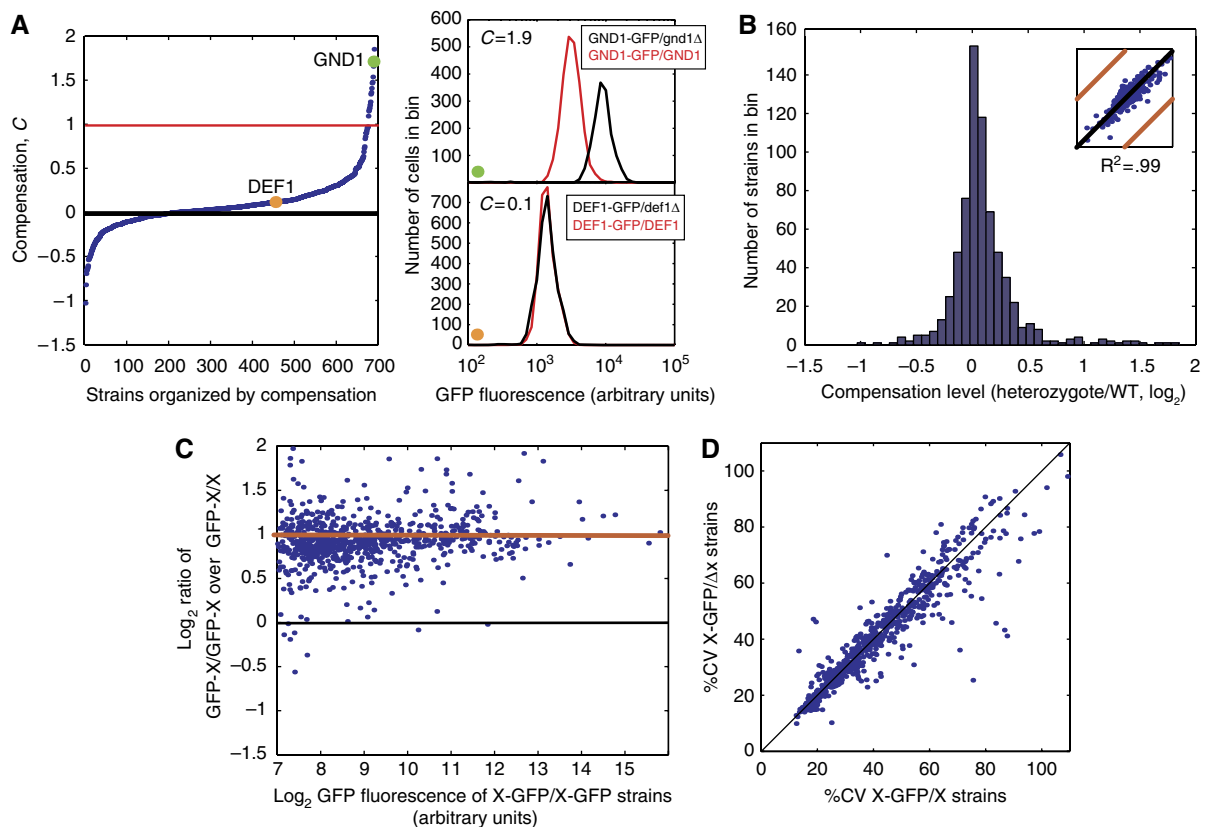 A
2
1.5
1
0.5
0
−0.5
−1
−1.5
Compensation, C
GND1
DEF1
0 100 200 300 400 500 600 700
Strains organized by compensation
C=1.9
GND1-GFP/gnd1Δ
GND1-GFP/GND1
600
500
400
300
200
100
C=0.1
DEF1-GFP/def1Δ
DEF1-GFP/DEF1
700
600
500
400
300
200
100
0
Number of cells in bin
10² 10³ 10⁴ 10⁵
GFP fluorescence (arbitrary units)
B
160
140
120
100
80
60
40
20
0
Number of strains in bin
R²=.99
−1.5 −1 −0.5 0 0.5 1 1.5 2
Compensation level (heterozygote/WT, log₂)
C
2
1.5
1
0.5
0
−0.5
−1
−1.5
Log₂ ratio of
GFP-X/GFP-X over GFP-X/X
7 8 9 10 11 12 13 14 15
Log₂ GFP fluorescence of X-GFP/X-GFP strains
(arbitrary units)
D
100
80
60
40
20
%CV X-GFP/Δx strains
0 20 40 60 80 100
%CV X-GFP/X strains